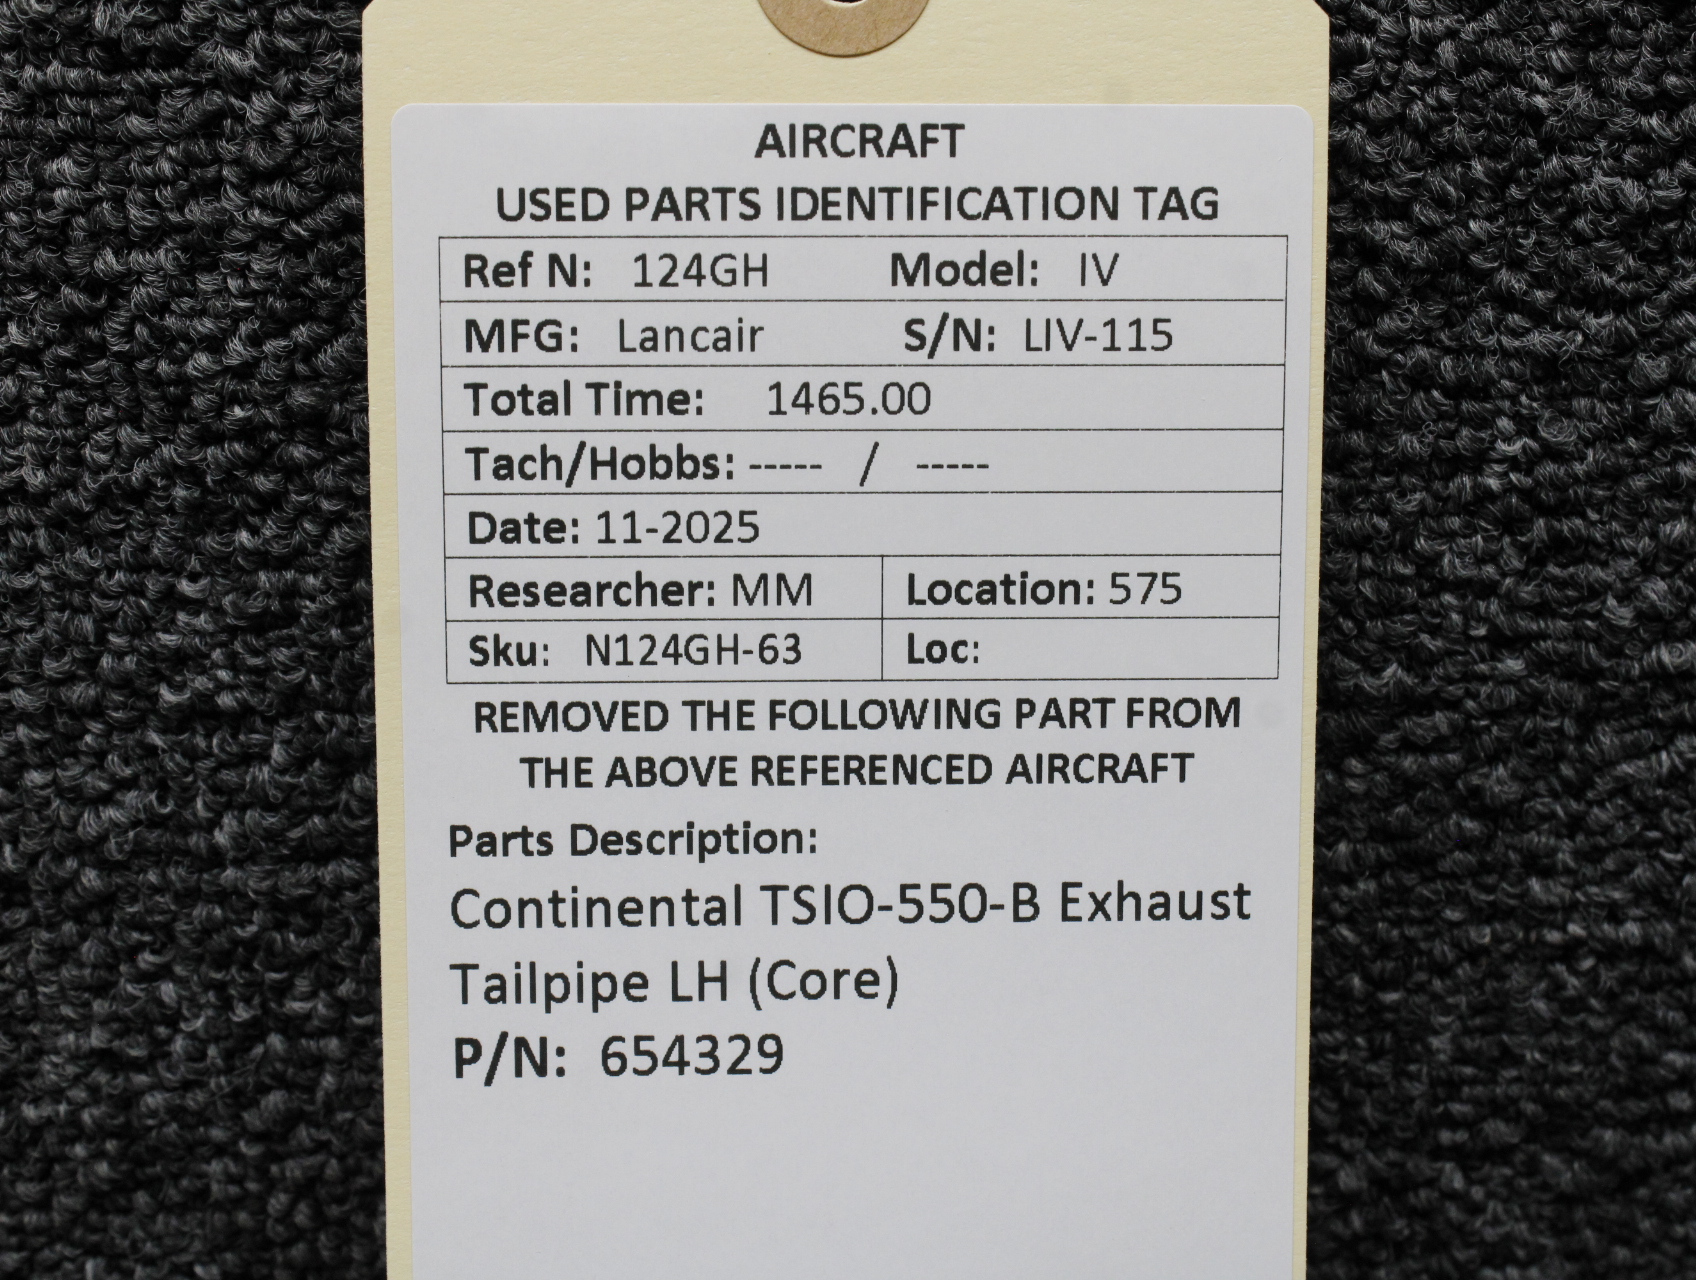 AIRCRAFT
USED PARTS IDENTIFICATION TAG
Ref N: 124GH Model: IV
MFG: Lancair S/N: LIV-115
Total Time: 1465.00
Tach/Hobbs: ----- / -----
Date: 11-2025
Researcher: MM Location: 575
Sku: N124GH-63 Loc:
REMOVED THE FOLLOWING PART FROM
THE ABOVE REFERENCED AIRCRAFT
Parts Description:
Continental TSIO-550-B Exhaust
Tailpipe LH (Core)
P/N: 654329